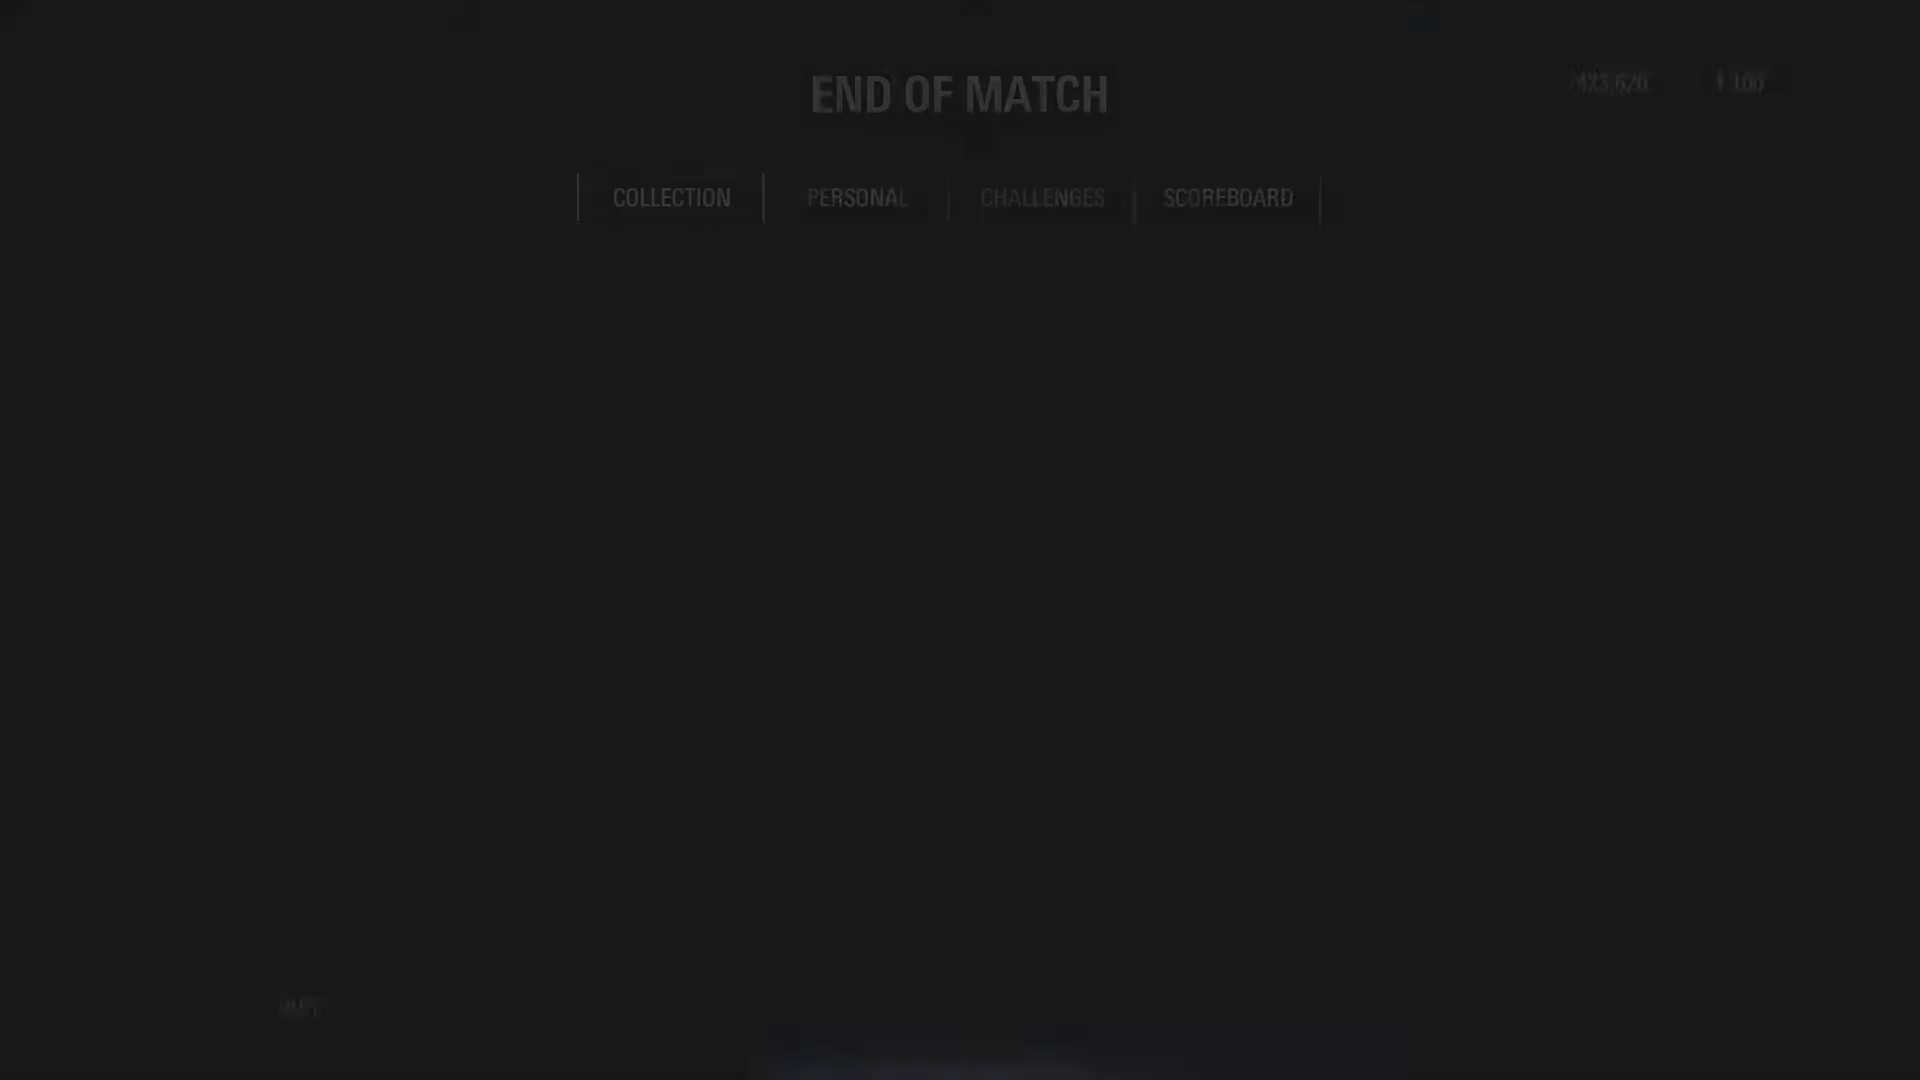 END OF MATCH
COLLECTION
PERSONAL
CHALLENGES
SCOREBOARD